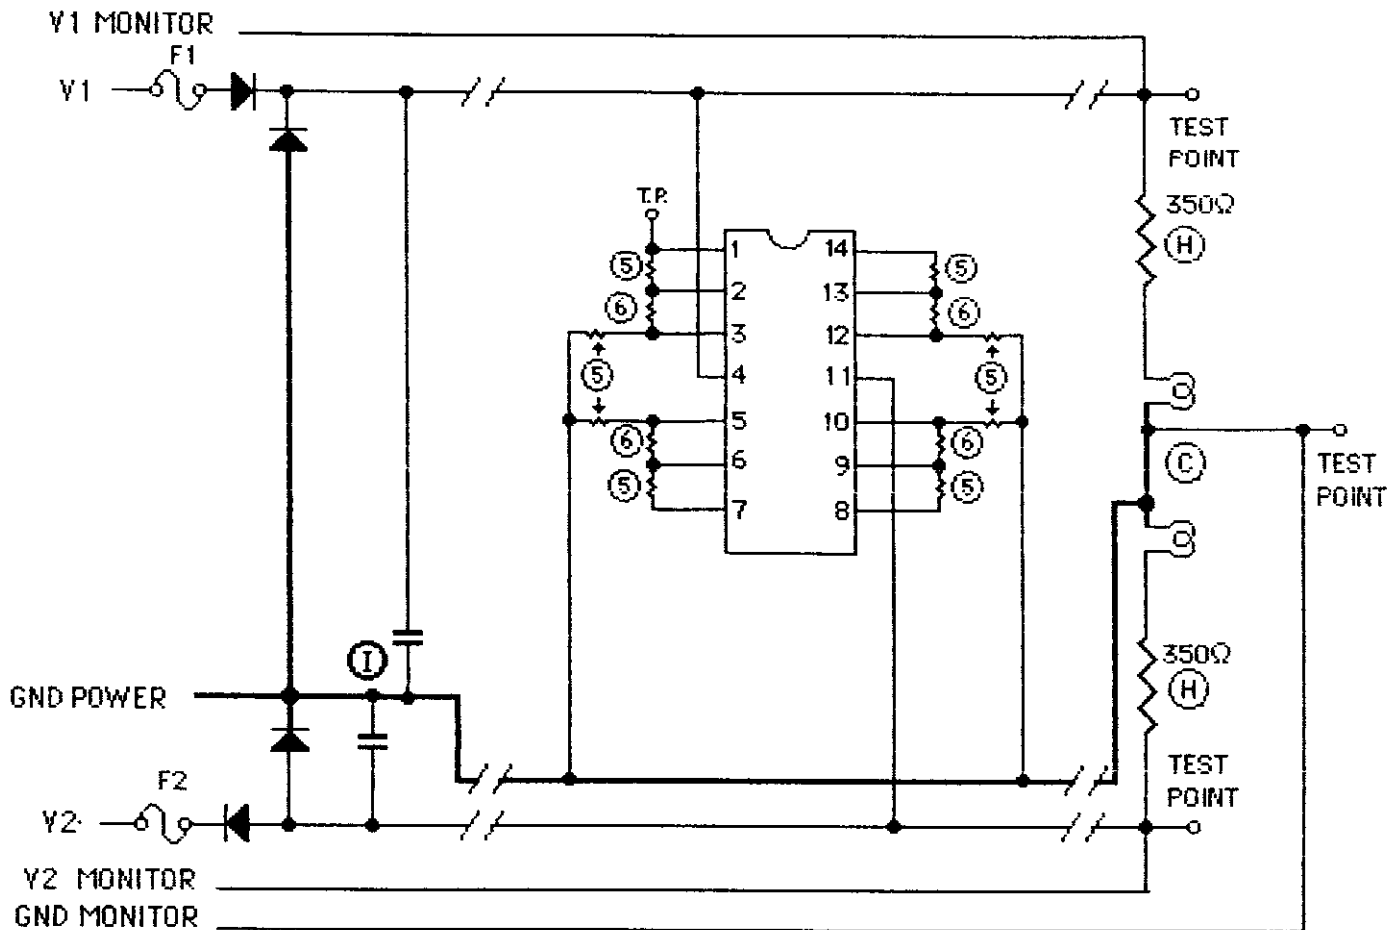 V1 MONITOR
F1
V1
TEST
POINT
T.P.
350Ω
H
1 14
5 5
2 13
6 6
3 12
5 5
4 11
5 10
6 6
6 9
5 5
7 8
C
TEST
POINT
I
350Ω
H
GND POWER
F2
TEST
POINT
V2
V2 MONITOR
GND MONITOR